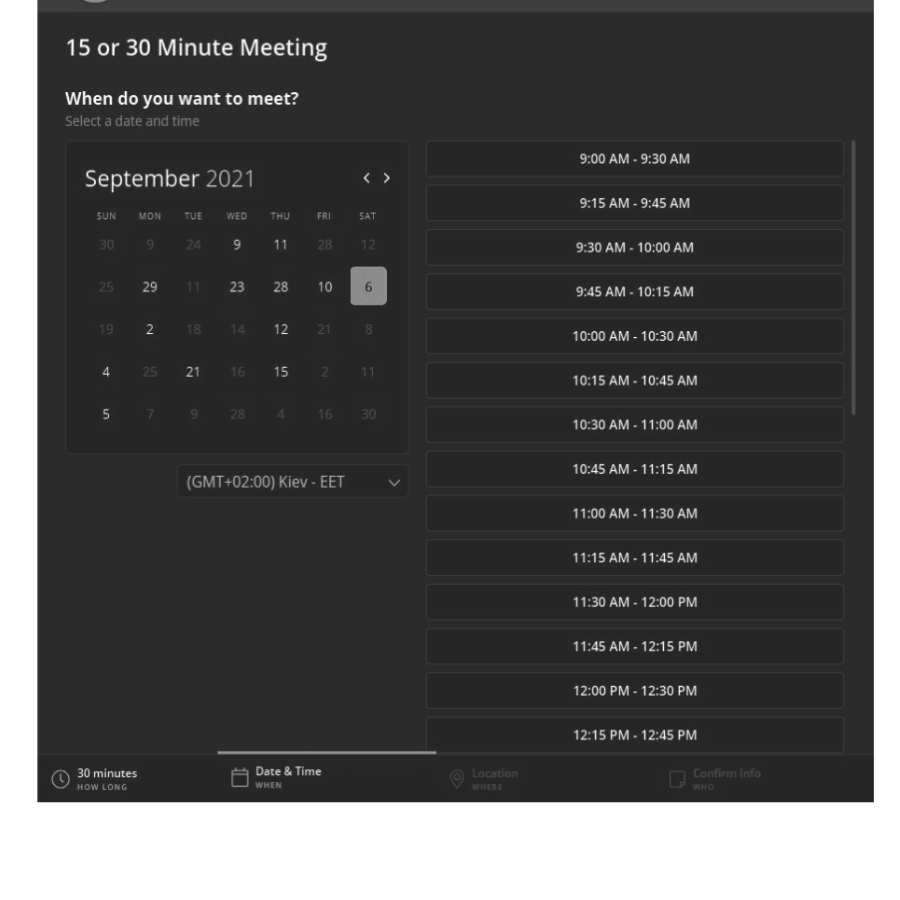 15 or 30 Minute Meeting
When do you want to meet?
Select a date and time
September 2021
SUN MON TUE WED THU FRI SAT
30 9 24 9 11 28 12
25 29 11 23 28 10 6
19 2 18 14 12 21 8
4 25 21 16 15 2 11
5 7 9 28 4 16 30
(GMT+02:00) Kiev - EET
9:00 AM - 9:30 AM
9:15 AM - 9:45 AM
9:30 AM - 10:00 AM
9:45 AM - 10:15 AM
10:00 AM - 10:30 AM
10:15 AM - 10:45 AM
10:30 AM - 11:00 AM
10:45 AM - 11:15 AM
11:00 AM - 11:30 AM
11:15 AM - 11:45 AM
11:30 AM - 12:00 PM
11:45 AM - 12:15 PM
12:00 PM - 12:30 PM
12:15 PM - 12:45 PM
30 minutes
HOW LONG
Date & Time
WHEN
Location
WHERE
Confirm Info
WHO